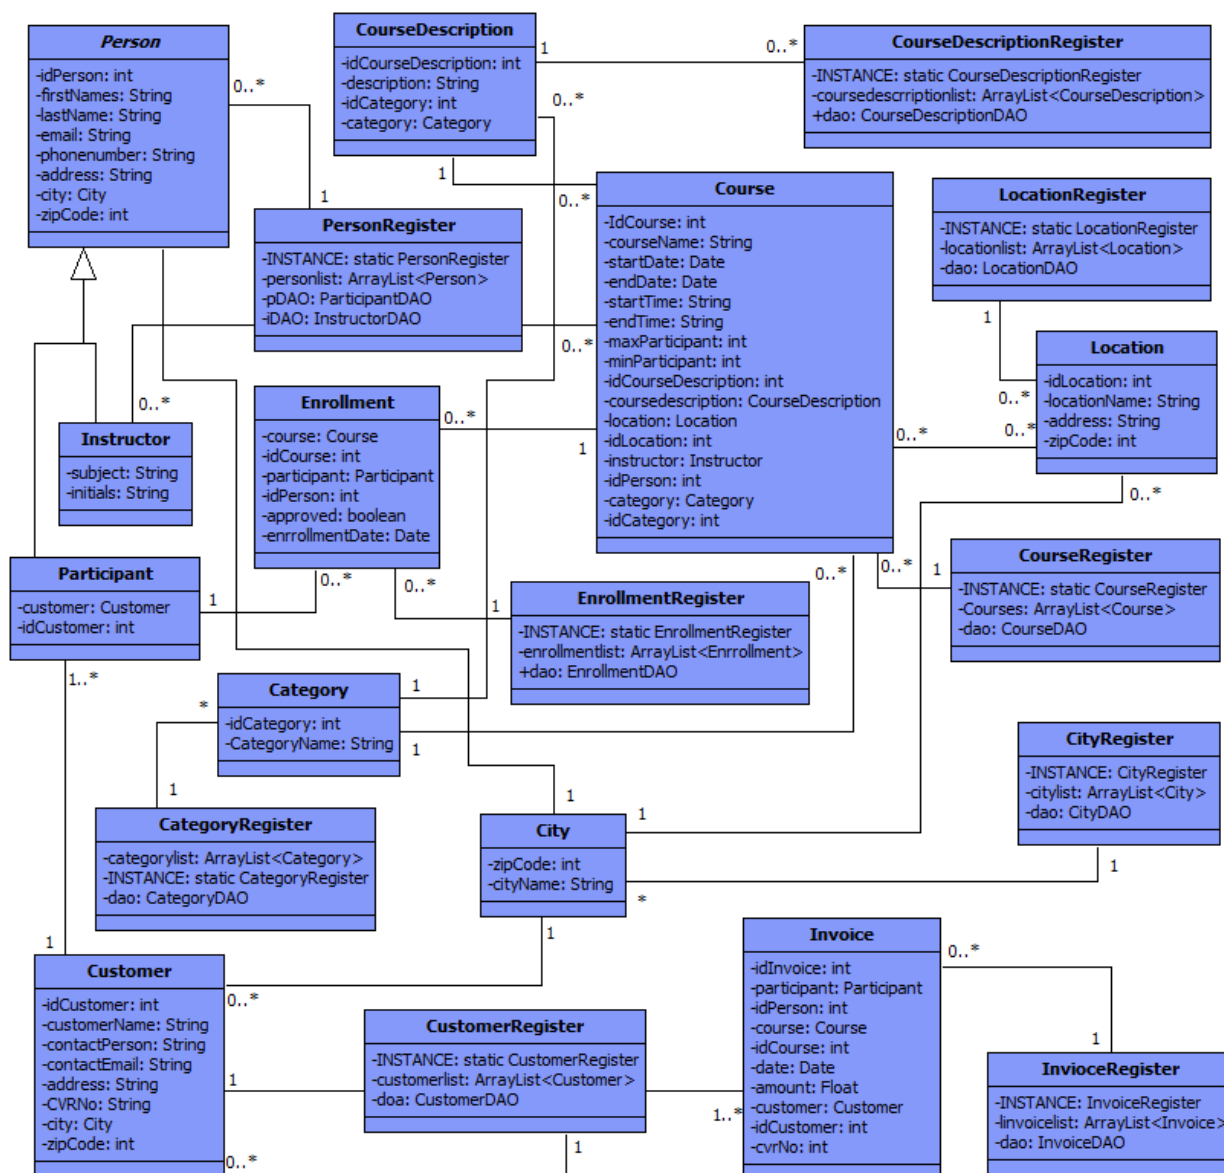 Person
-idPerson: int
-firstNames: String
-lastName: String
-email: String
-phonenumber: String
-address: String
-city: City
-zipCode: int
0..*
1
CourseDescription
-idCourseDescription: int
-description: String
-idCategory: int
-category: Category
1
0..*
0..*
1
0..*
CourseDescriptionRegister
-INSTANCE: static CourseDescriptionRegister
-coursedescrriptionlist: ArrayList<CourseDescription>
+dao: CourseDescriptionDAO
PersonRegister
-INSTANCE: static PersonRegister
-personlist: ArrayList<Person>
-pDAO: ParticipantDAO
-iDAO: InstructorDAO
Course
-IdCourse: int
-courseName: String
-startDate: Date
-endDate: Date
-startTime: String
-endTime: String
-maxParticipant: int
-minParticipant: int
-idCourseDescription: int
-coursedescription: CourseDescription
-location: Location
-idLocation: int
-instructor: Instructor
-idPerson: int
-category: Category
-idCategory: int
LocationRegister
-INSTANCE: static LocationRegister
-locationlist: ArrayList<Location>
-dao: LocationDAO
1
0..*
Location
-idLocation: int
-locationName: String
-address: String
-zipCode: int
0..*
0..*
0..*
0..*
0..*
Instructor
-subject: String
-initials: String
Enrollment
-course: Course
-idCourse: int
-participant: Participant
-idPerson: int
-approved: boolean
-enrrollmentDate: Date
0..*
1
0..*
0..*
1
1
Participant
-customer: Customer
-idCustomer: int
1..*
1
EnrollmentRegister
-INSTANCE: static EnrollmentRegister
-enrollmentlist: ArrayList<Enrrollment>
+dao: EnrollmentDAO
0..*
0..*
1
CourseRegister
-INSTANCE: static CourseRegister
-Courses: ArrayList<Course>
-dao: CourseDAO
Category
-idCategory: int
-CategoryName: String
*
1
1
1
CategoryRegister
-categorylist: ArrayList<Category>
-INSTANCE: static CategoryRegister
-dao: CategoryDAO
CityRegister
-INSTANCE: CityRegister
-citylist: ArrayList<City>
-dao: CityDAO
1
City
-zipCode: int
-cityName: String
1
1
*
1
Customer
-idCustomer: int
-customerName: String
-contactPerson: String
-contactEmail: String
-address: String
-CVRNo: String
-city: City
-zipCode: int
0..*
1
0..*
CustomerRegister
-INSTANCE: static CustomerRegister
-customerlist: ArrayList<Customer>
-doa: CustomerDAO
1
1..*
Invoice
-idInvoice: int
-participant: Participant
-idPerson: int
-course: Course
-idCourse: int
-date: Date
-amount: Float
-customer: Customer
-idCustomer: int
-cvrNo: int
0..*
1
InvioceRegister
-INSTANCE: InvoiceRegister
-linvoicelist: ArrayList<Invoice>
-dao: InvoiceDAO